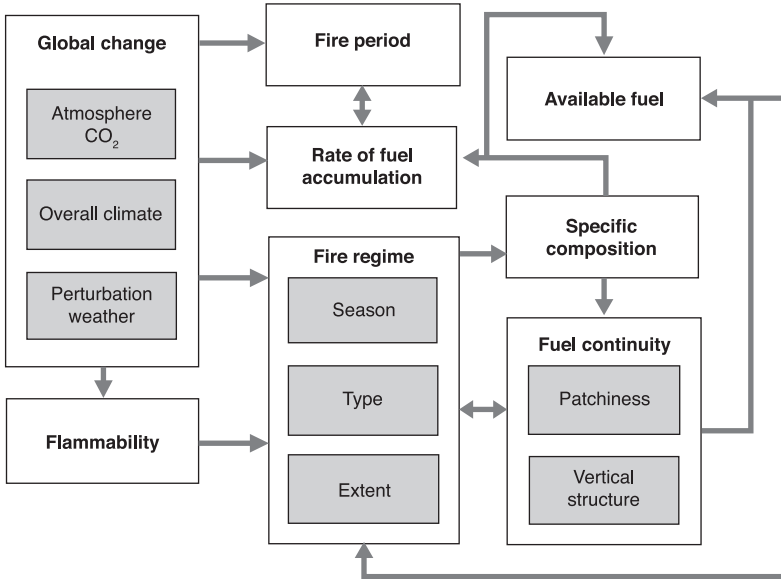 Global change
Atmosphere
CO₂
Overall climate
Perturbation
weather
Flammability
Fire period
Rate of fuel
accumulation
Fire regime
Season
Type
Extent
Available fuel
Specific
composition
Fuel continuity
Patchiness
Vertical
structure